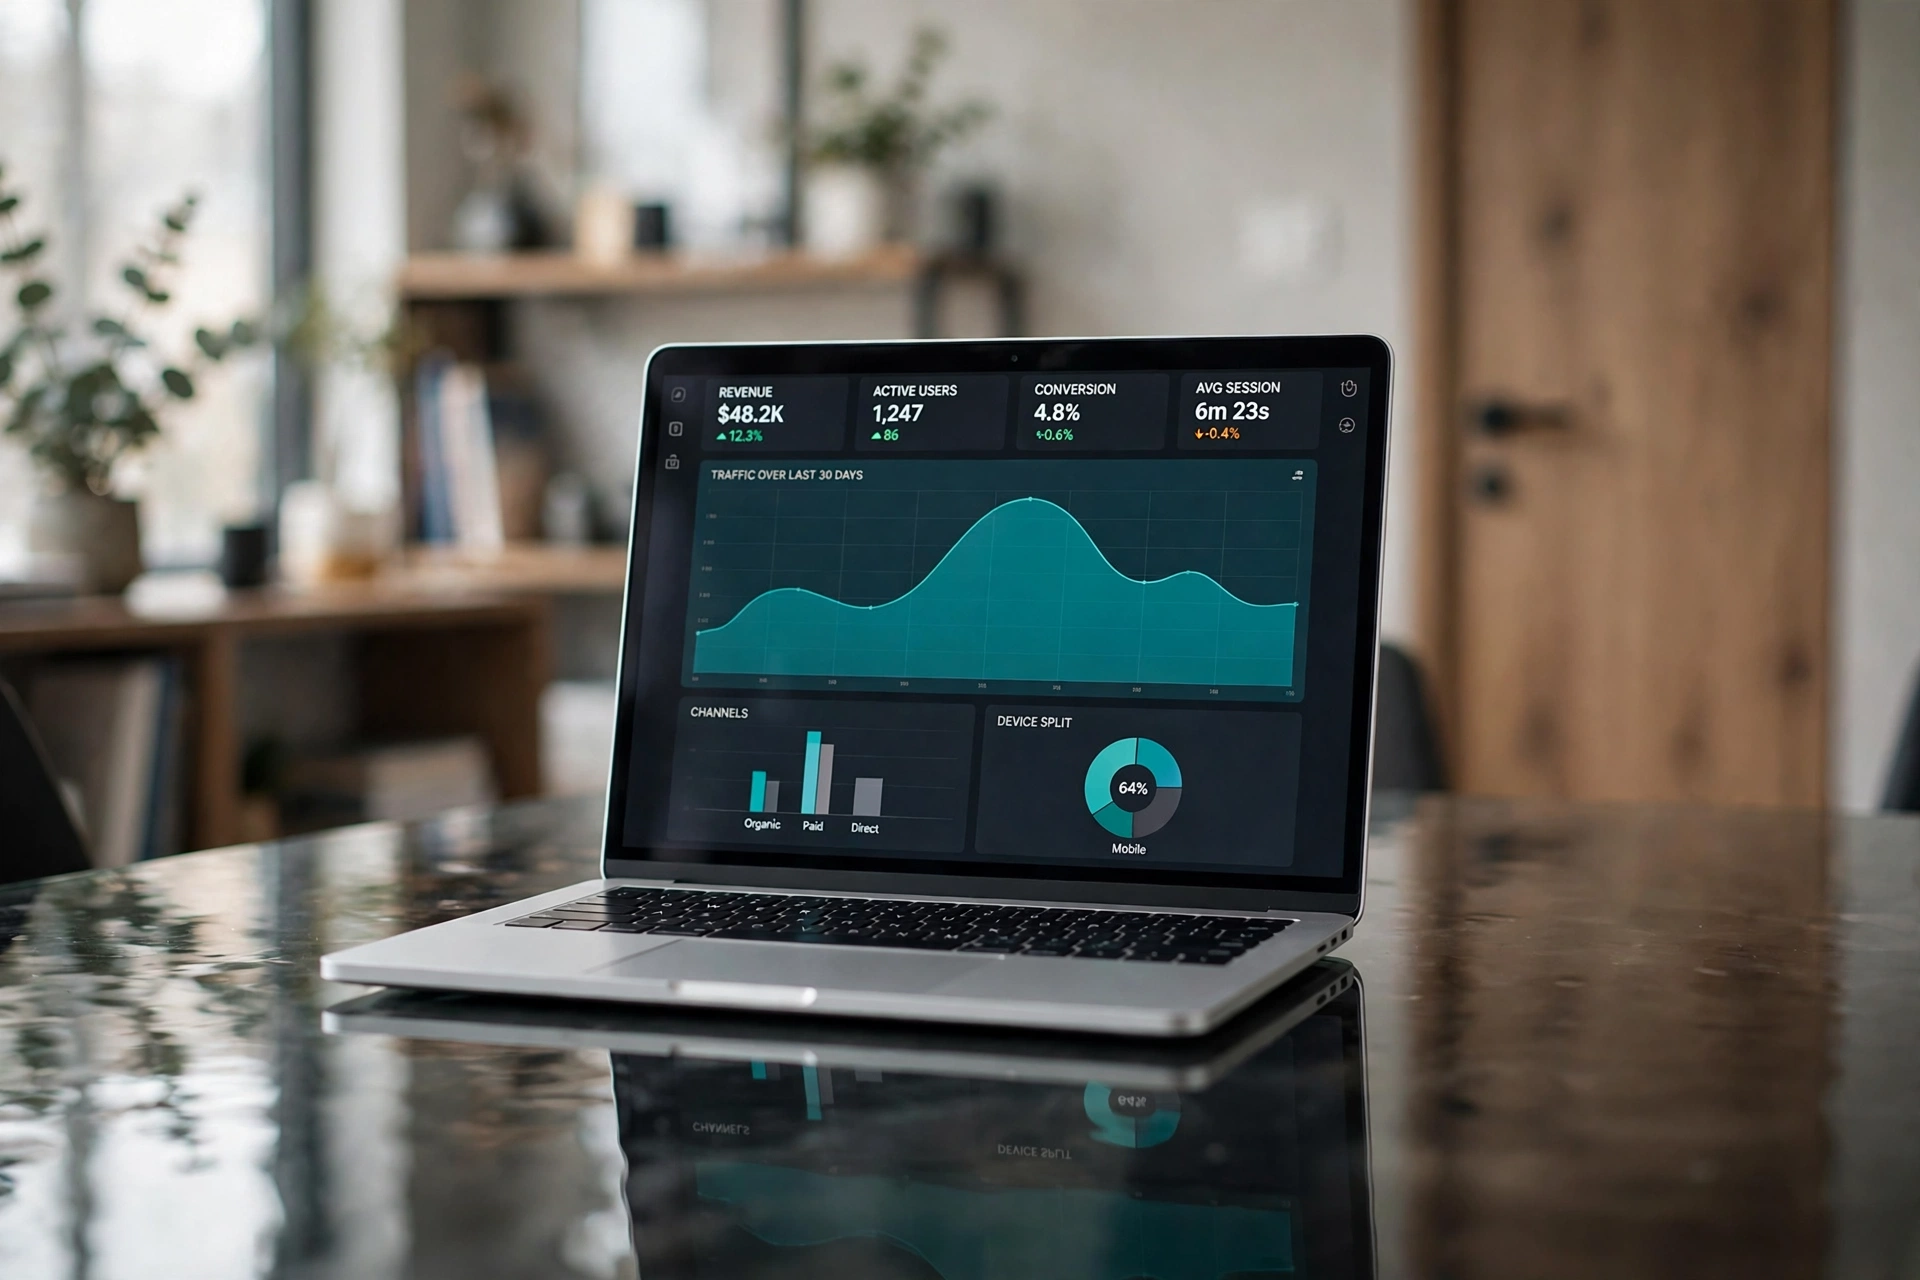 REVENUE
$48.2K
12.3%
ACTIVE USERS
1,247
86
CONVERSION
4.8%
0.6%
AVG SESSION
6m 23s
-0.4%
TRAFFIC OVER LAST 30 DAYS
CHANNELS
Organic
Paid
Direct
DEVICE SPLIT
64%
Mobile